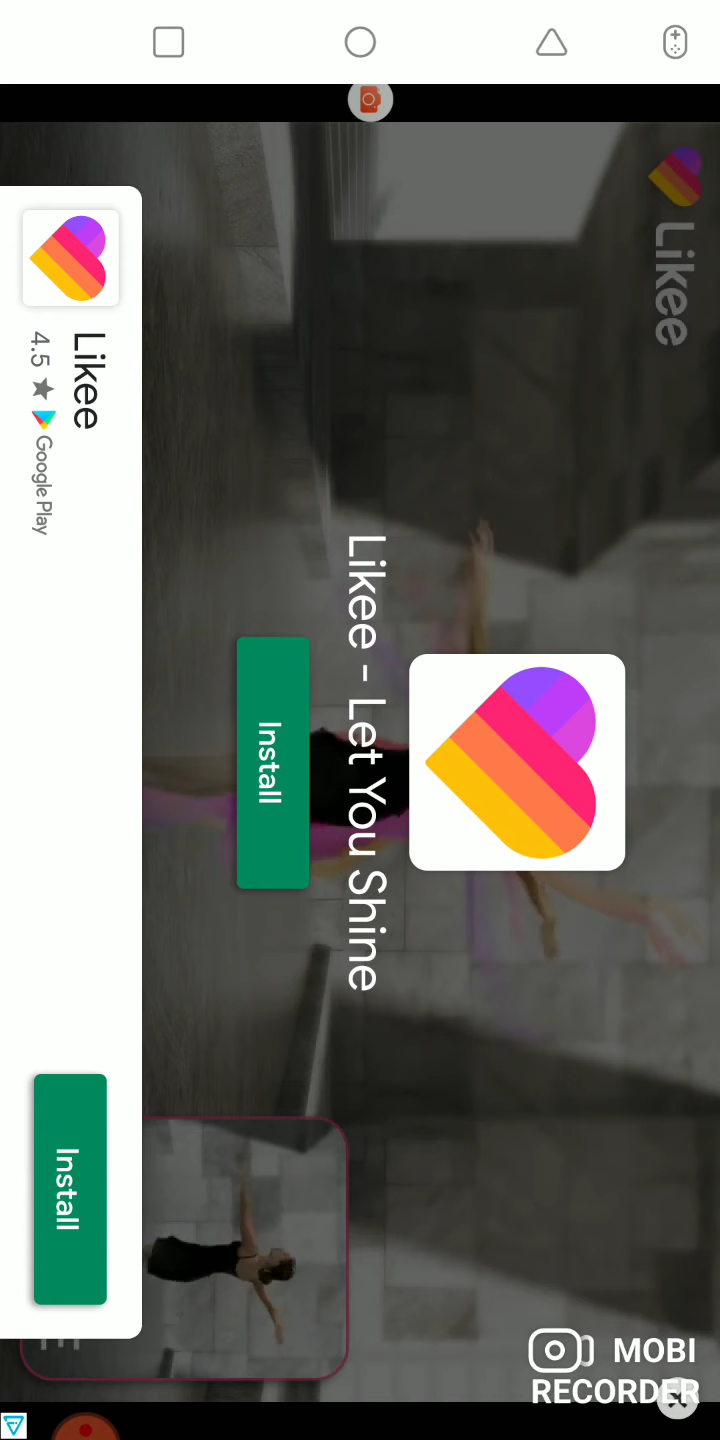 Likee
Likee - Let You Shine
Install
Likee
4.5 ★ Google Play
Install
MOBI
RECORDER